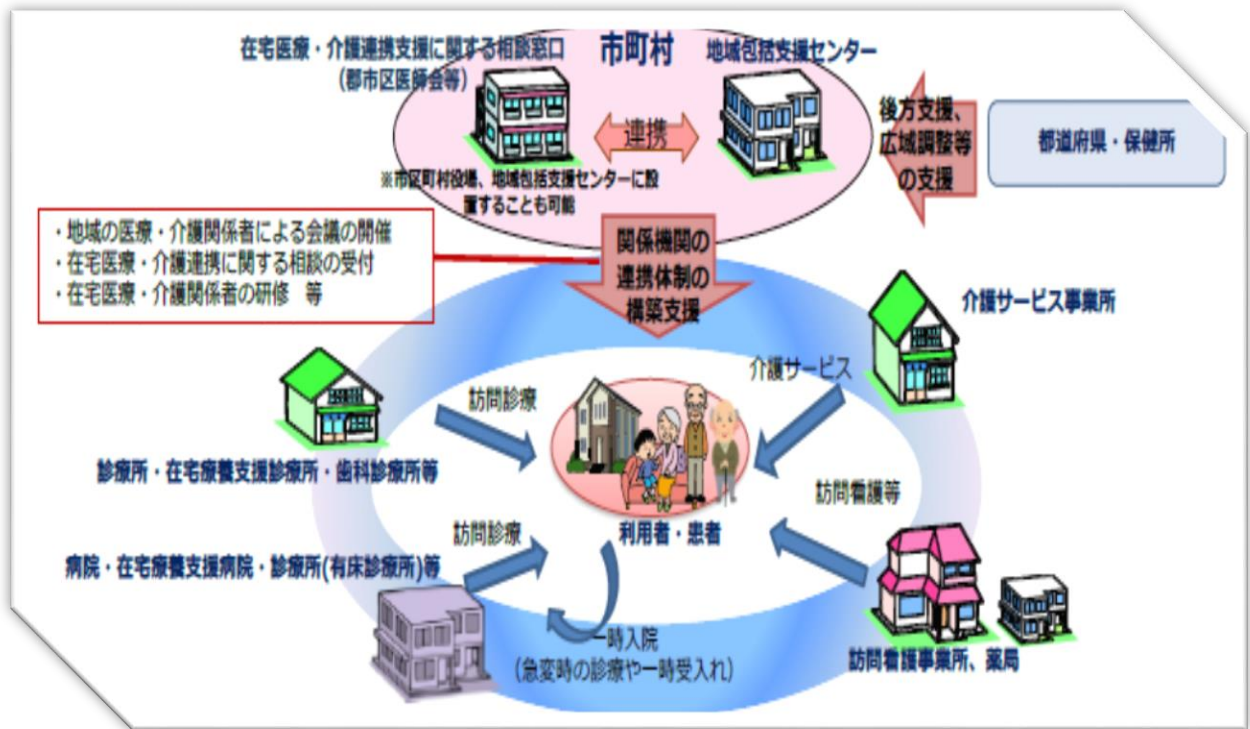 在宅医療・介護連携支援に関する相談窓口
(郡市区医師会等)
市町村
地域包括支援センター
連携
※市区町村役場、地域包括支援センターに設
置することも可能
後方支援、
広域調整等
の支援
都道府県・保健所
・地域の医療・介護関係者による会議の開催
・在宅医療・介護連携に関する相談の受付
・在宅医療・介護関係者の研修 等
関係機関の
連携体制の
構築支援
介護サービス事業所
介護サービス
訪問診療
診療所・在宅療養支援診療所・歯科診療所等
利用者・患者
訪問看護等
訪問診療
病院・在宅療養支援病院・診療所(有床診療所)等
一時入院
(急変時の診療や一時受入れ)
訪問看護事業所、薬局